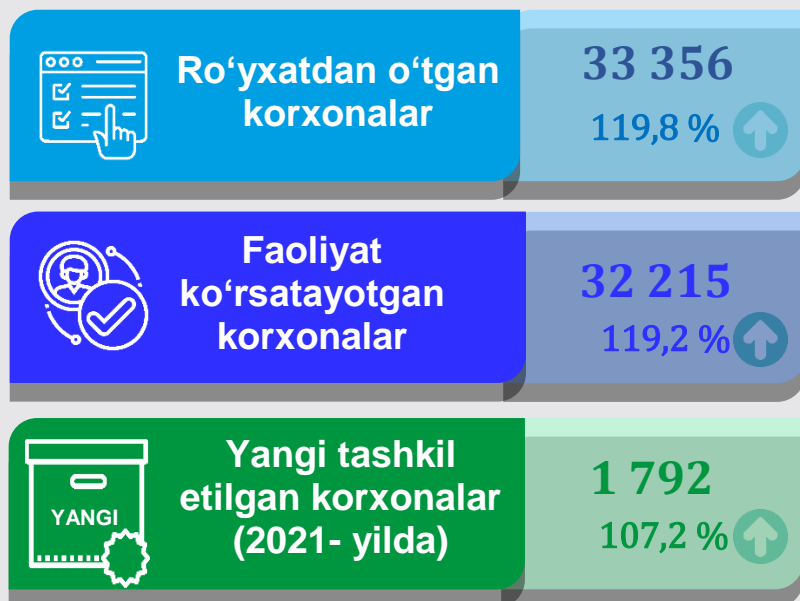 Ro‘yxatdan o‘tgan
korxonalar
33 356
119,8 %
Faoliyat
ko‘rsatayotgan
korxonalar
32 215
119,2 %
YANGI
Yangi tashkil
etilgan korxonalar
(2021- yilda)
1 792
107,2 %